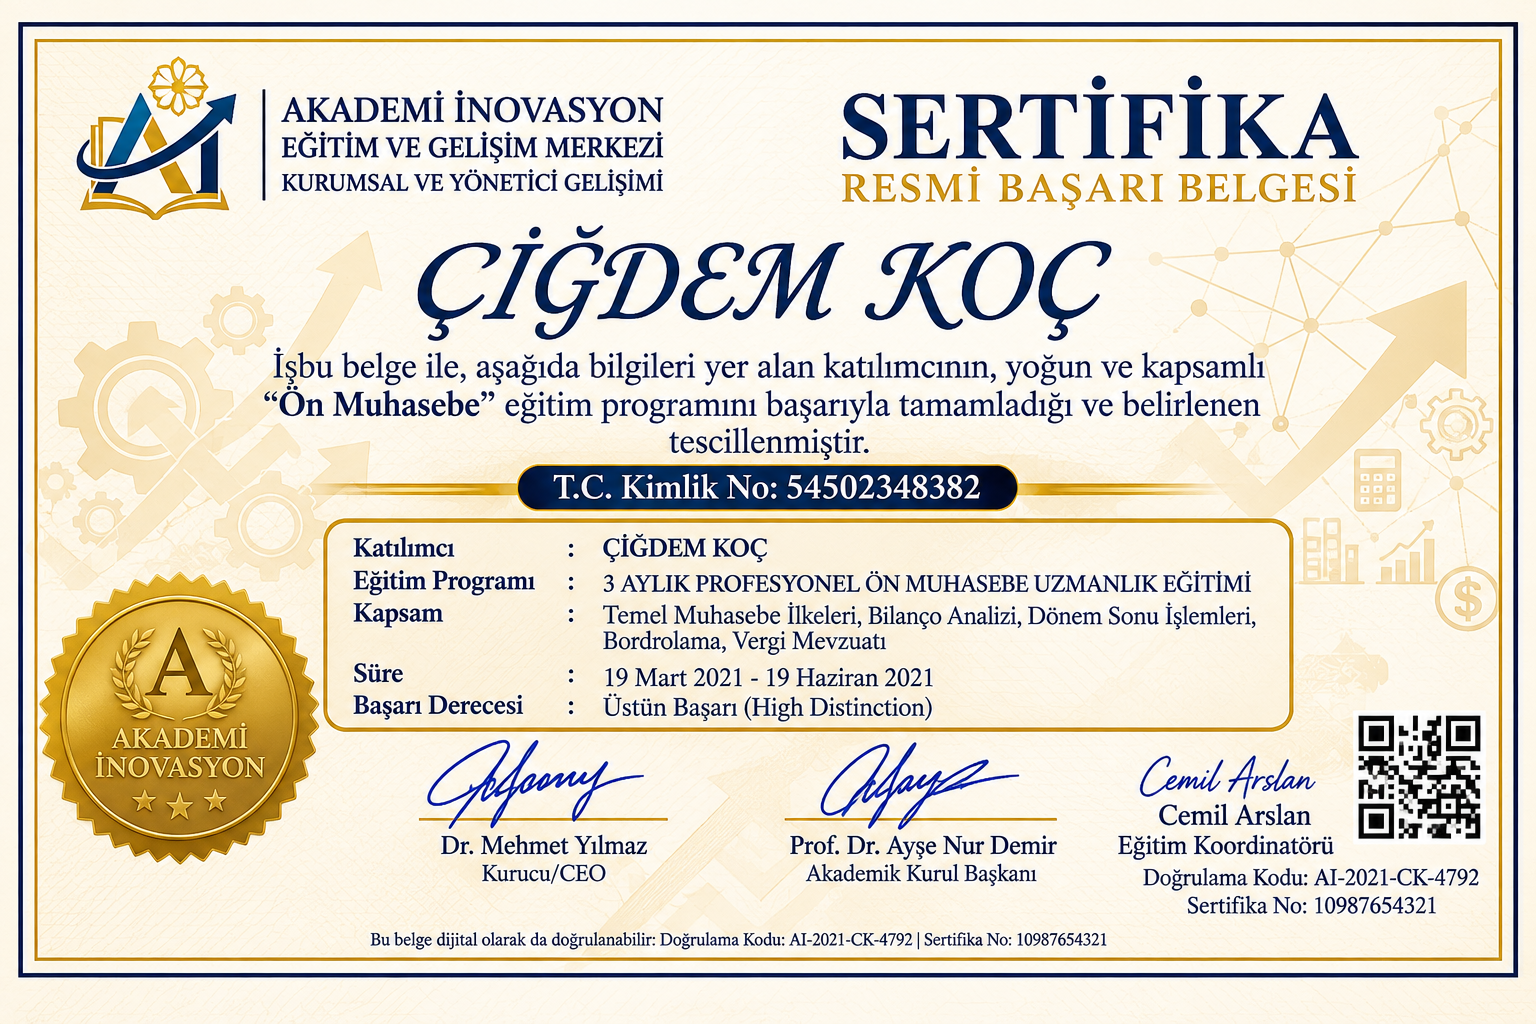 AKADEMİ İNOVASYON
EĞİTİM VE GELİŞİM MERKEZİ
KURUMSAL VE YÖNETİCİ GELİŞİMİ
SERTİFİKA
RESMİ BAŞARI BELGESİ
ÇİĞDEM KOÇ
İşbu belge ile, aşağıda bilgileri yer alan katılımcının, yoğun ve kapsamlı
“Ön Muhasebe” eğitim programını başarıyla tamamladığı ve belirlenen
tescillenmiştir.
T.C. Kimlik No: 54502348382
Katılımcı : ÇİĞDEM KOÇ
Eğitim Programı : 3 AYLIK PROFESYONEL ÖN MUHASEBE UZMANLIK EĞİTİMİ
Kapsam : Temel Muhasebe İlkeleri, Bilanço Analizi, Dönem Sonu İşlemleri,
Bordrolama, Vergi Mevzuatı
Süre : 19 Mart 2021 - 19 Haziran 2021
Başarı Derecesi : Üstün Başarı (High Distinction)
A
AKADEMİ
İNOVASYON
Dr. Mehmet Yılmaz
Kurucu/CEO
Prof. Dr. Ayşe Nur Demir
Akademik Kurul Başkanı
Cemil Arslan
Cemil Arslan
Eğitim Koordinatörü
Doğrulama Kodu: AI-2021-CK-4792
Sertifika No: 10987654321
Bu belge dijital olarak da doğrulanabilir: Doğrulama Kodu: AI-2021-CK-4792 | Sertifika No: 10987654321